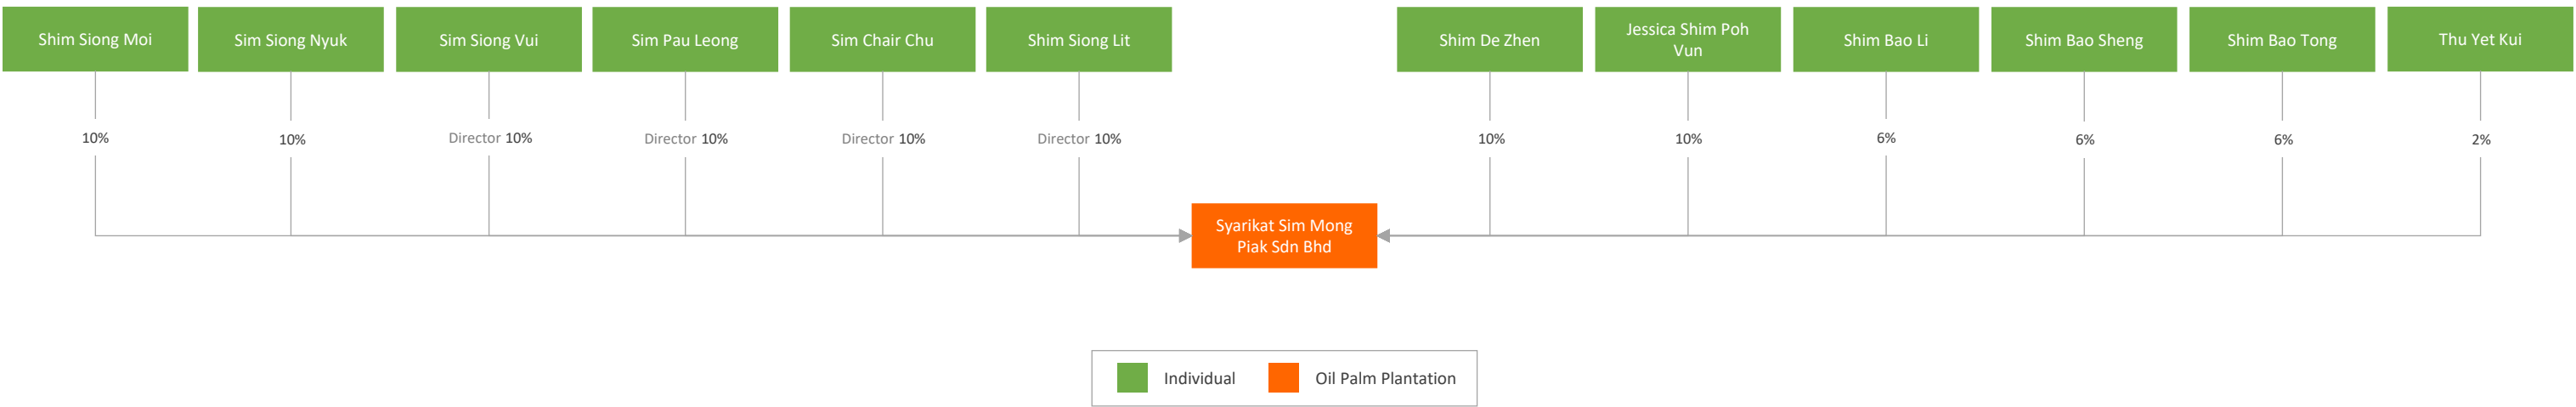 Shim Siong Moi
Sim Siong Nyuk
Sim Siong Vui
Sim Pau Leong
Sim Chair Chu
Shim Siong Lit
Shim De Zhen
Jessica Shim Poh
Vun
Shim Bao Li
Shim Bao Sheng
Shim Bao Tong
Thu Yet Kui
10%
10%
Director 10%
Director 10%
Director 10%
Director 10%
10%
10%
6%
6%
6%
2%
Syarikat Sim Mong
Piak Sdn Bhd
Individual
Oil Palm Plantation